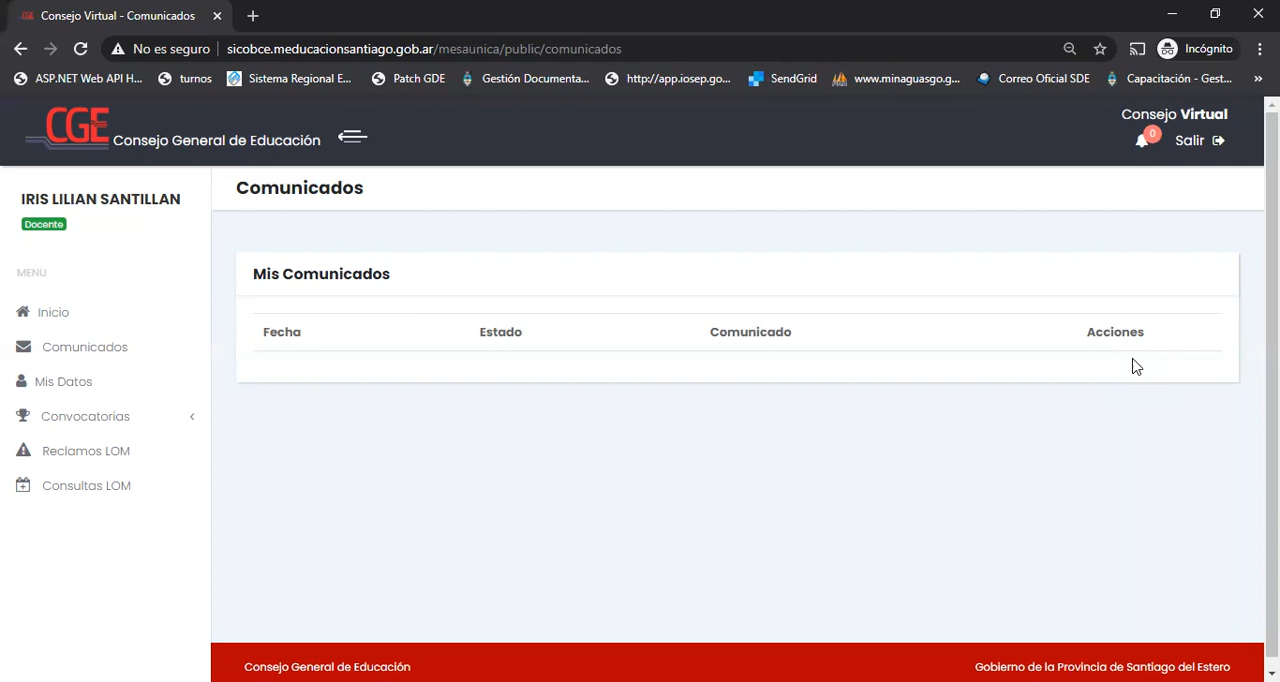 Consejo Virtual - Comunicados
No es seguro
sicobce.meducacionsantiago.gob.ar/mesaunica/public/comunicados
Incógnito
ASP.NET Web API H...
turnos
Sistema Regional E...
Patch GDE
Gestión Documenta...
http://app.iosep.go...
SendGrid
www.minaguasgo.g...
Correo Oficial SDE
Capacitación - Gest...
»
CGE
Consejo General de Educación
Consejo Virtual
0
Salir
IRIS LILIAN SANTILLAN
Docente
MENU
Inicio
Comunicados
Mis Datos
Convocatorias
Reclamos LOM
Consultas LOM
Comunicados
Mis Comunicados
Fecha Estado Comunicado Acciones
Consejo General de Educación
Gobierno de la Provincia de Santiago del Estero